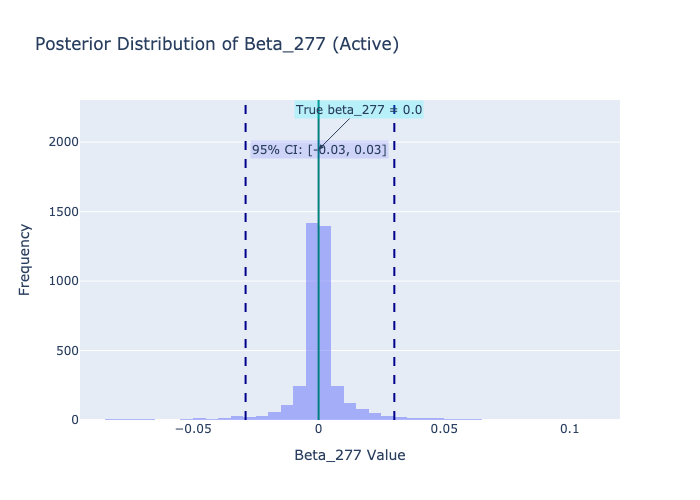 Posterior Distribution of Beta_277 (Active)
True beta_277 = 0.0
95% CI: [-0.03, 0.03]
2000
1500
1000
500
0
Frequency
−0.05
0
0.05
0.1
Beta_277 Value